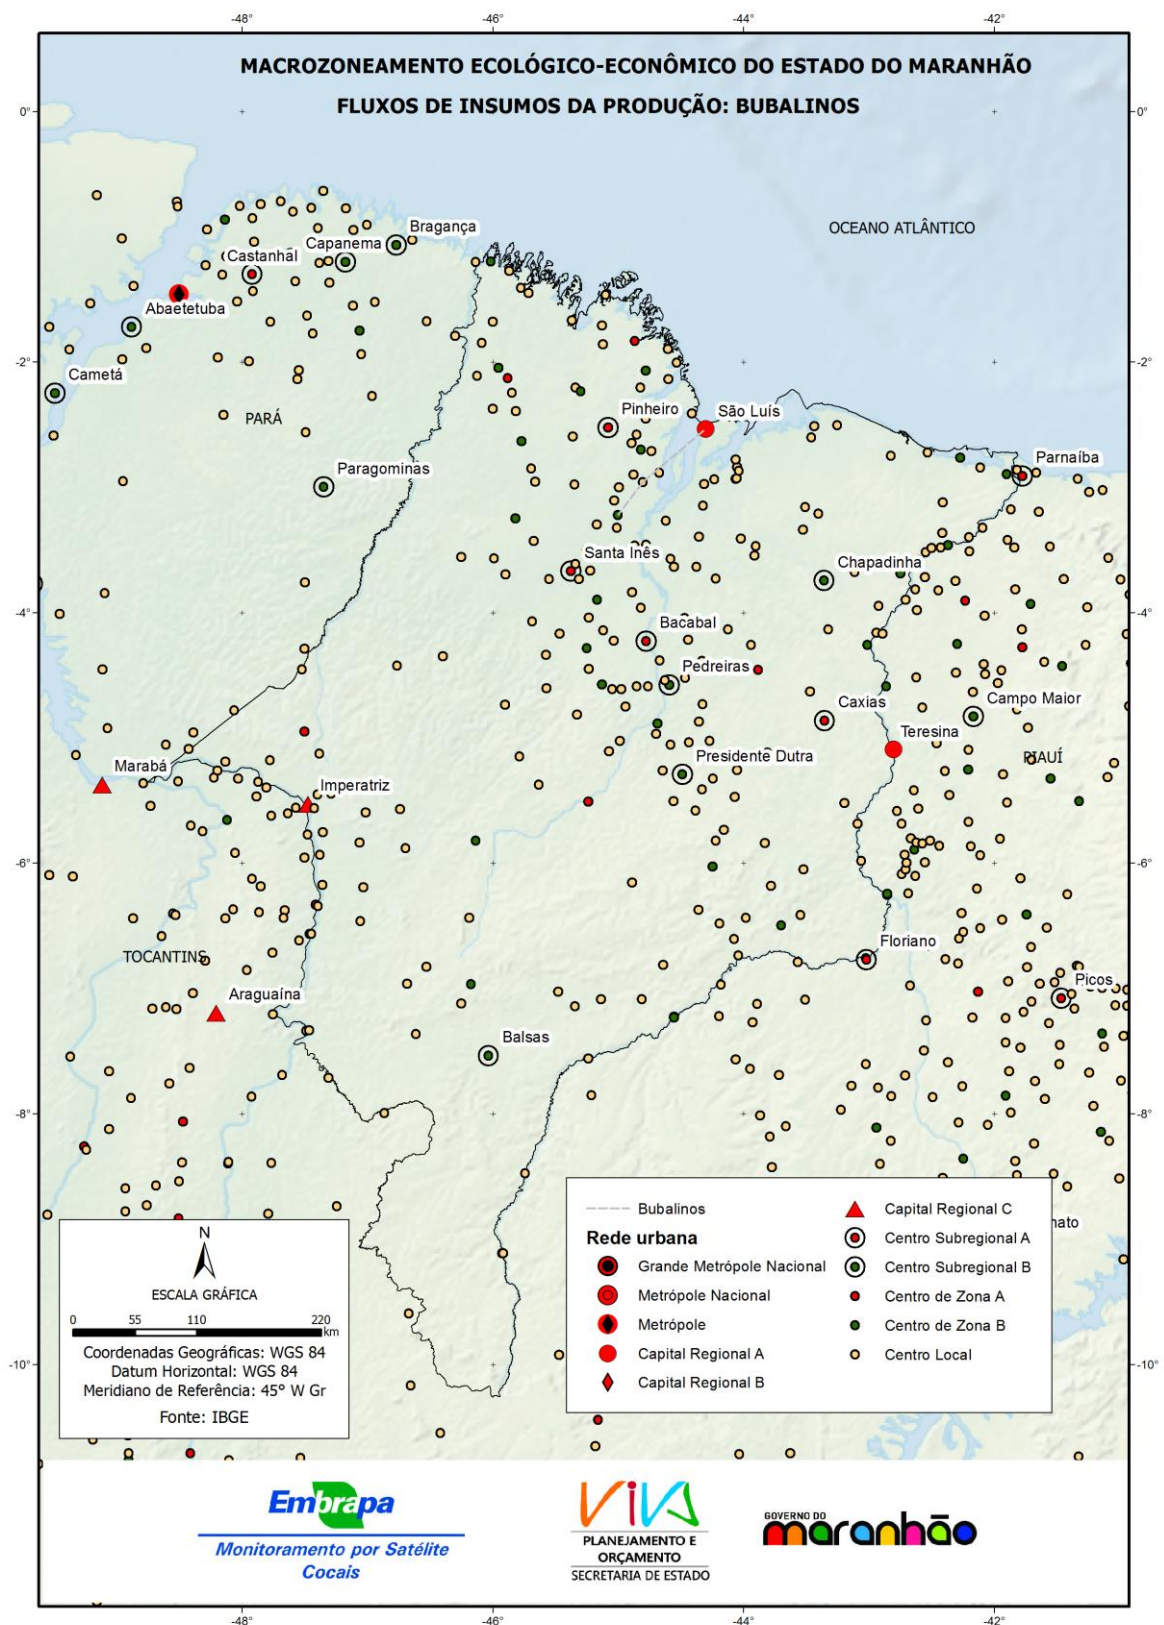 -48°
-46°
-44°
-42°
MACROZONEAMENTO ECOLÓGICO-ECONÔMICO DO ESTADO DO MARANHÃO
FLUXOS DE INSUMOS DA PRODUÇÃO: BUBALINOS
0°
0°
OCEANO ATLÂNTICO
Bragança
Capanema
Castanhal
Abaetetuba
-2°
-2°
Cametá
PARÁ
Pinheiro
São Luís
Paragominas
Parnaíba
Santa Inês
Chapadinha
-4°
-4°
Bacabal
Pedreiras
Caxias
Campo Maior
Teresina
Presidente Dutra
PIAUÍ
Marabá
Imperatriz
-6°
-6°
TOCANTINS
Floriano
Araguaína
Picos
Balsas
-8°
-8°
nato
Bubalinos
Rede urbana
Grande Metrópole Nacional
Metrópole Nacional
Metrópole
Capital Regional A
Capital Regional B
Capital Regional C
Centro Subregional A
Centro Subregional B
Centro de Zona A
Centro de Zona B
Centro Local
N
ESCALA GRÁFICA
0 55 110 220
km
Coordenadas Geográficas: WGS 84
Datum Horizontal: WGS 84
Meridiano de Referência: 45° W Gr
Fonte: IBGE
-10°
-10°
Embrapa
Monitoramento por Satélite
Cocais
VIVA
PLANEJAMENTO E
ORÇAMENTO
SECRETARIA DE ESTADO
GOVERNO DO
maranhão
-48°
-46°
-44°
-42°